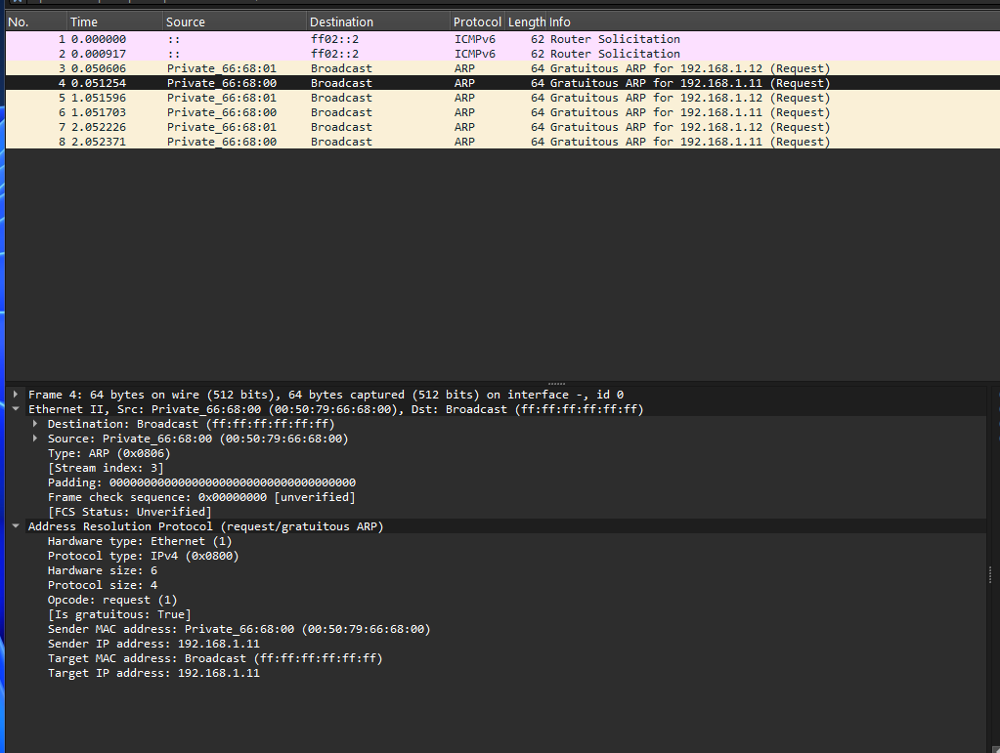 No. Time Source Destination Protocol Length Info
1 0.000000 :: ff02::2 ICMPv6 62 Router Solicitation
2 0.000917 :: ff02::2 ICMPv6 62 Router Solicitation
3 0.050606 Private_66:68:01 Broadcast ARP 64 Gratuitous ARP for 192.168.1.12 (Request)
4 0.051254 Private_66:68:00 Broadcast ARP 64 Gratuitous ARP for 192.168.1.11 (Request)
5 1.051596 Private_66:68:01 Broadcast ARP 64 Gratuitous ARP for 192.168.1.12 (Request)
6 1.051703 Private_66:68:00 Broadcast ARP 64 Gratuitous ARP for 192.168.1.11 (Request)
7 2.052226 Private_66:68:01 Broadcast ARP 64 Gratuitous ARP for 192.168.1.12 (Request)
8 2.052371 Private_66:68:00 Broadcast ARP 64 Gratuitous ARP for 192.168.1.11 (Request)
Frame 4: 64 bytes on wire (512 bits), 64 bytes captured (512 bits) on interface -, id 0
Ethernet II, Src: Private_66:68:00 (00:50:79:66:68:00), Dst: Broadcast (ff:ff:ff:ff:ff:ff)
Destination: Broadcast (ff:ff:ff:ff:ff:ff)
Source: Private_66:68:00 (00:50:79:66:68:00)
Type: ARP (0x0806)
[Stream index: 3]
Padding: 000000000000000000000000000000000000
Frame check sequence: 0x00000000 [unverified]
[FCS Status: Unverified]
Address Resolution Protocol (request/gratuitous ARP)
Hardware type: Ethernet (1)
Protocol type: IPv4 (0x0800)
Hardware size: 6
Protocol size: 4
Opcode: request (1)
[Is gratuitous: True]
Sender MAC address: Private_66:68:00 (00:50:79:66:68:00)
Sender IP address: 192.168.1.11
Target MAC address: Broadcast (ff:ff:ff:ff:ff:ff)
Target IP address: 192.168.1.11